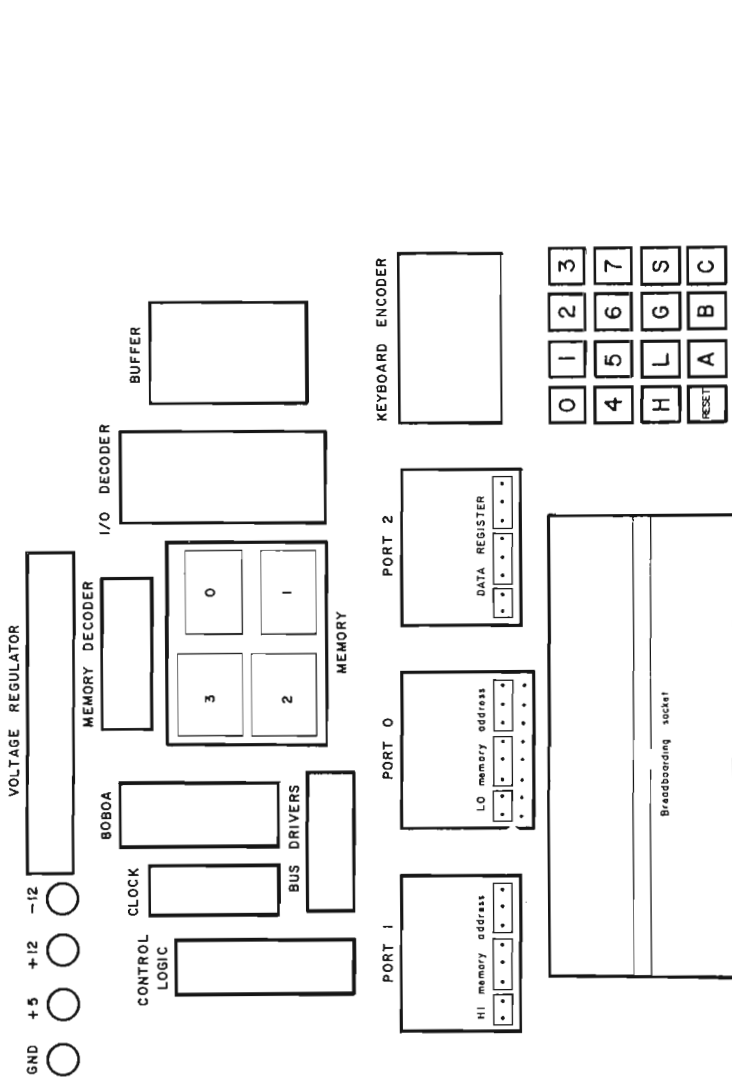 VOLTAGE REGULATOR
GND +5 +12 -12
MEMORY DECODER
I/O DECODER
BUFFER
8080A
CLOCK
CONTROL
LOGIC
3 0
2 1
BUS DRIVERS
MEMORY
PORT 1
PORT 0
PORT 2
KEYBOARD ENCODER
HI memory address
LO memory address
DATA REGISTER
0 1 2 3
4 5 6 7
H L G S
RESET A B C
Breadboarding socket